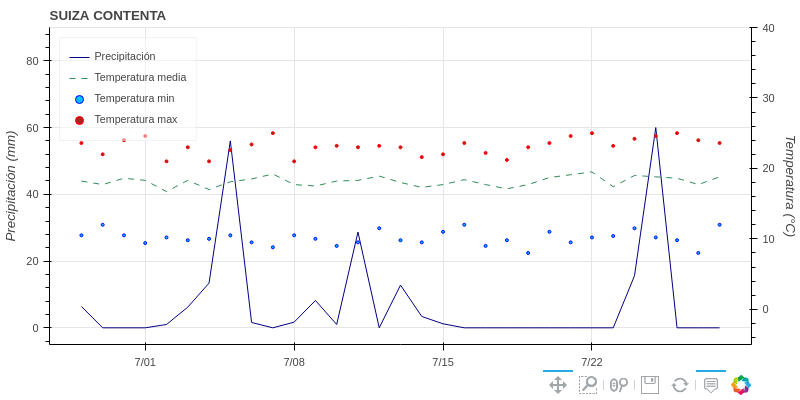 SUIZA CONTENTA
Precipitación
Temperatura media
Temperatura min
Temperatura max
Precipitación (mm)
80
60
40
20
0
Temperatura (°C)
40
30
20
10
0
7/01
7/08
7/15
7/22